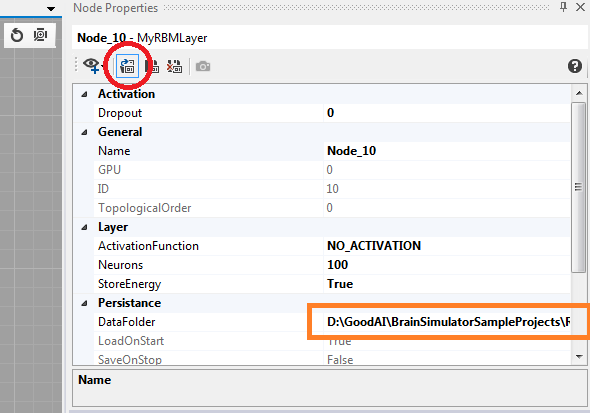 Node Properties
Node_10 - MyRBMLayer
Activation
Dropout 0
General
Name Node_10
GPU 0
ID 10
TopologicalOrder 0
Layer
ActivationFunction NO_ACTIVATION
Neurons 100
StoreEnergy True
Persistance
DataFolder D:\GoodAI\BrainSimulatorSampleProjects\R
LoadOnStart True
SaveOnStop False
Name